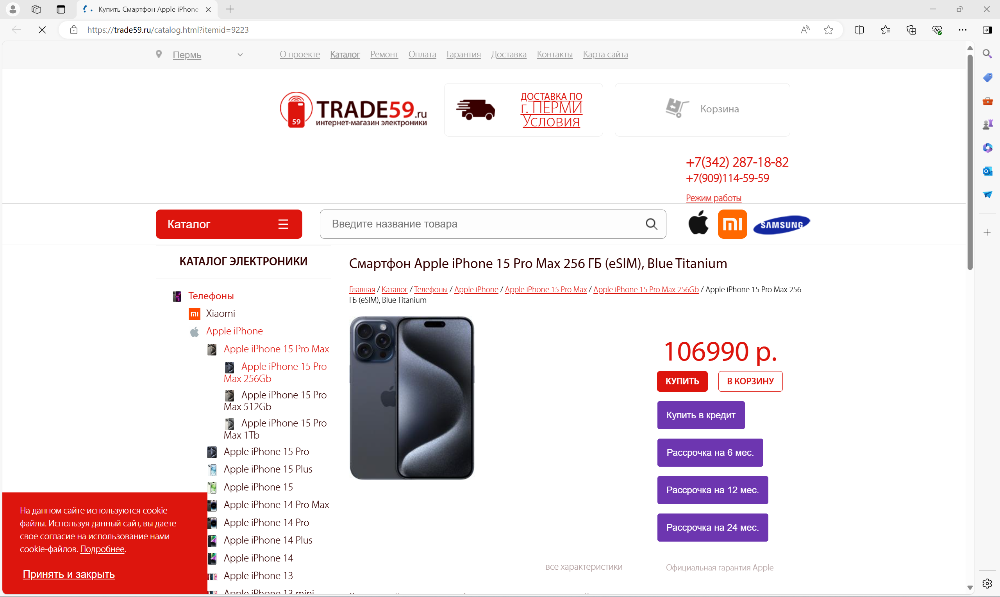 Купить Смартфон Apple iPhone
https://trade59.ru/catalog.html?itemid=9223
Пермь
О проекте Каталог Ремонт Оплата Гарантия Доставка Контакты Карта сайта
59
TRADE59.ru
интернет-магазин электроники
ДОСТАВКА ПО
г. ПЕРМИ
Условия
Корзина
+7(342) 287-18-82
+7(909)114-59-59
Режим работы
Каталог
Введите название товара
mi
SAMSUNG
КАТАЛОГ ЭЛЕКТРОНИКИ
Телефоны
mi Xiaomi
Apple iPhone
Apple iPhone 15 Pro Max
Apple iPhone 15 Pro
Max 256Gb
Apple iPhone 15 Pro
Max 512Gb
Apple iPhone 15 Pro
Max 1Tb
Apple iPhone 15 Pro
Apple iPhone 15 Plus
Apple iPhone 15
Apple iPhone 14 Pro Max
Apple iPhone 14 Pro
Apple iPhone 14 Plus
Apple iPhone 14
Apple iPhone 13
Apple iPhone 13 mini
Смартфон Apple iPhone 15 Pro Max 256 ГБ (eSIM), Blue Titanium
Главная / Каталог / Телефоны / Apple iPhone / Apple iPhone 15 Pro Max / Apple iPhone 15 Pro Max 256Gb / Apple iPhone 15 Pro Max 256
ГБ (eSIM), Blue Titanium
106990 р.
КУПИТЬ
В КОРЗИНУ
Купить в кредит
Рассрочка на 6 мес.
Рассрочка на 12 мес.
Рассрочка на 24 мес.
все характеристики
Официальная гарантия Apple
На данном сайте используются cookie-
файлы. Используя данный сайт, вы даете
свое согласие на использование нами
cookie-файлов. Подробнее.
Принять и закрыть